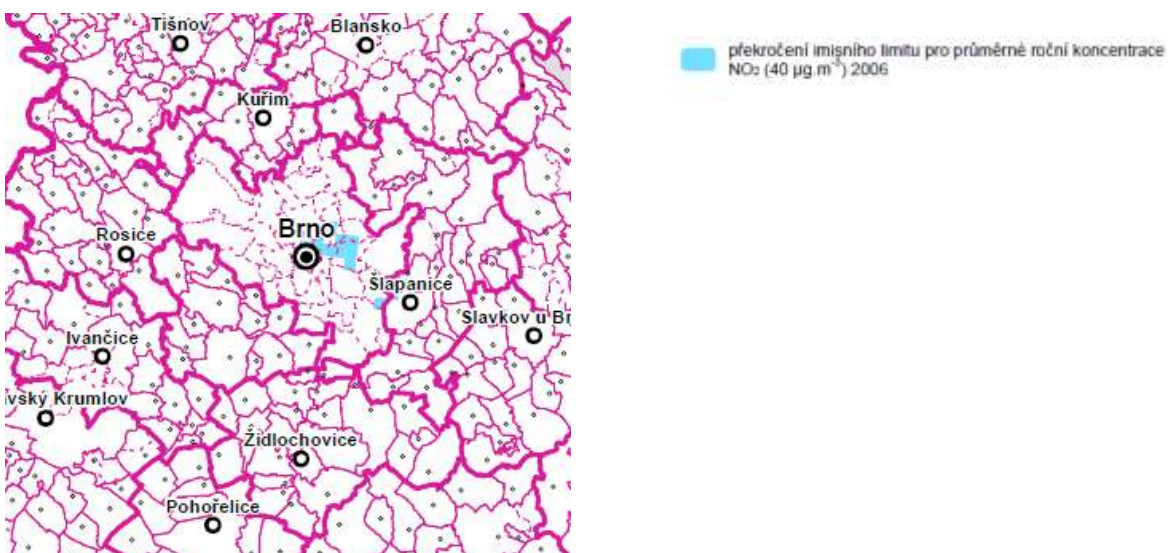 Tišnov
Blansko
překročení imisního limitu pro průměrné roční koncentrace
NO₂ (40 µg.m⁻³) 2006
Kuřim
Brno
Rosice
Šlapanice
Slavkov u Br
Ivančice
avský Krumlov
Židlochovice
Pohořelice